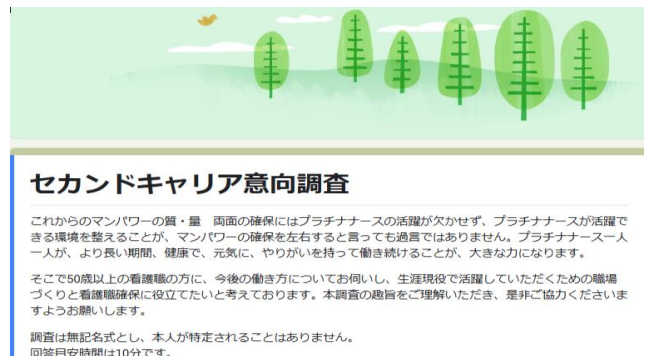 セカンドキャリア意向調査
これからのマンパワーの質・量　両面の確保にはプラチナナースの活躍が欠かせず、プラチナナースが活躍で
きる環境を整えることが、マンパワーの確保を左右すると言っても過言ではありません。プラチナナース一人
一人が、より長い期間、健康で、元気に、やりがいを持って働き続けることが、大きな力になります。
そこで50歳以上の看護職の方に、今後の働き方についてお伺いし、生涯現役で活躍していただくための職場
づくりと看護職確保に役立てたいと考えております。本調査の趣旨をご理解いただき、是非ご協力くださいま
すようお願いします。
調査は無記名式とし、本人が特定されることはありません。
回答目安時間は10分です。